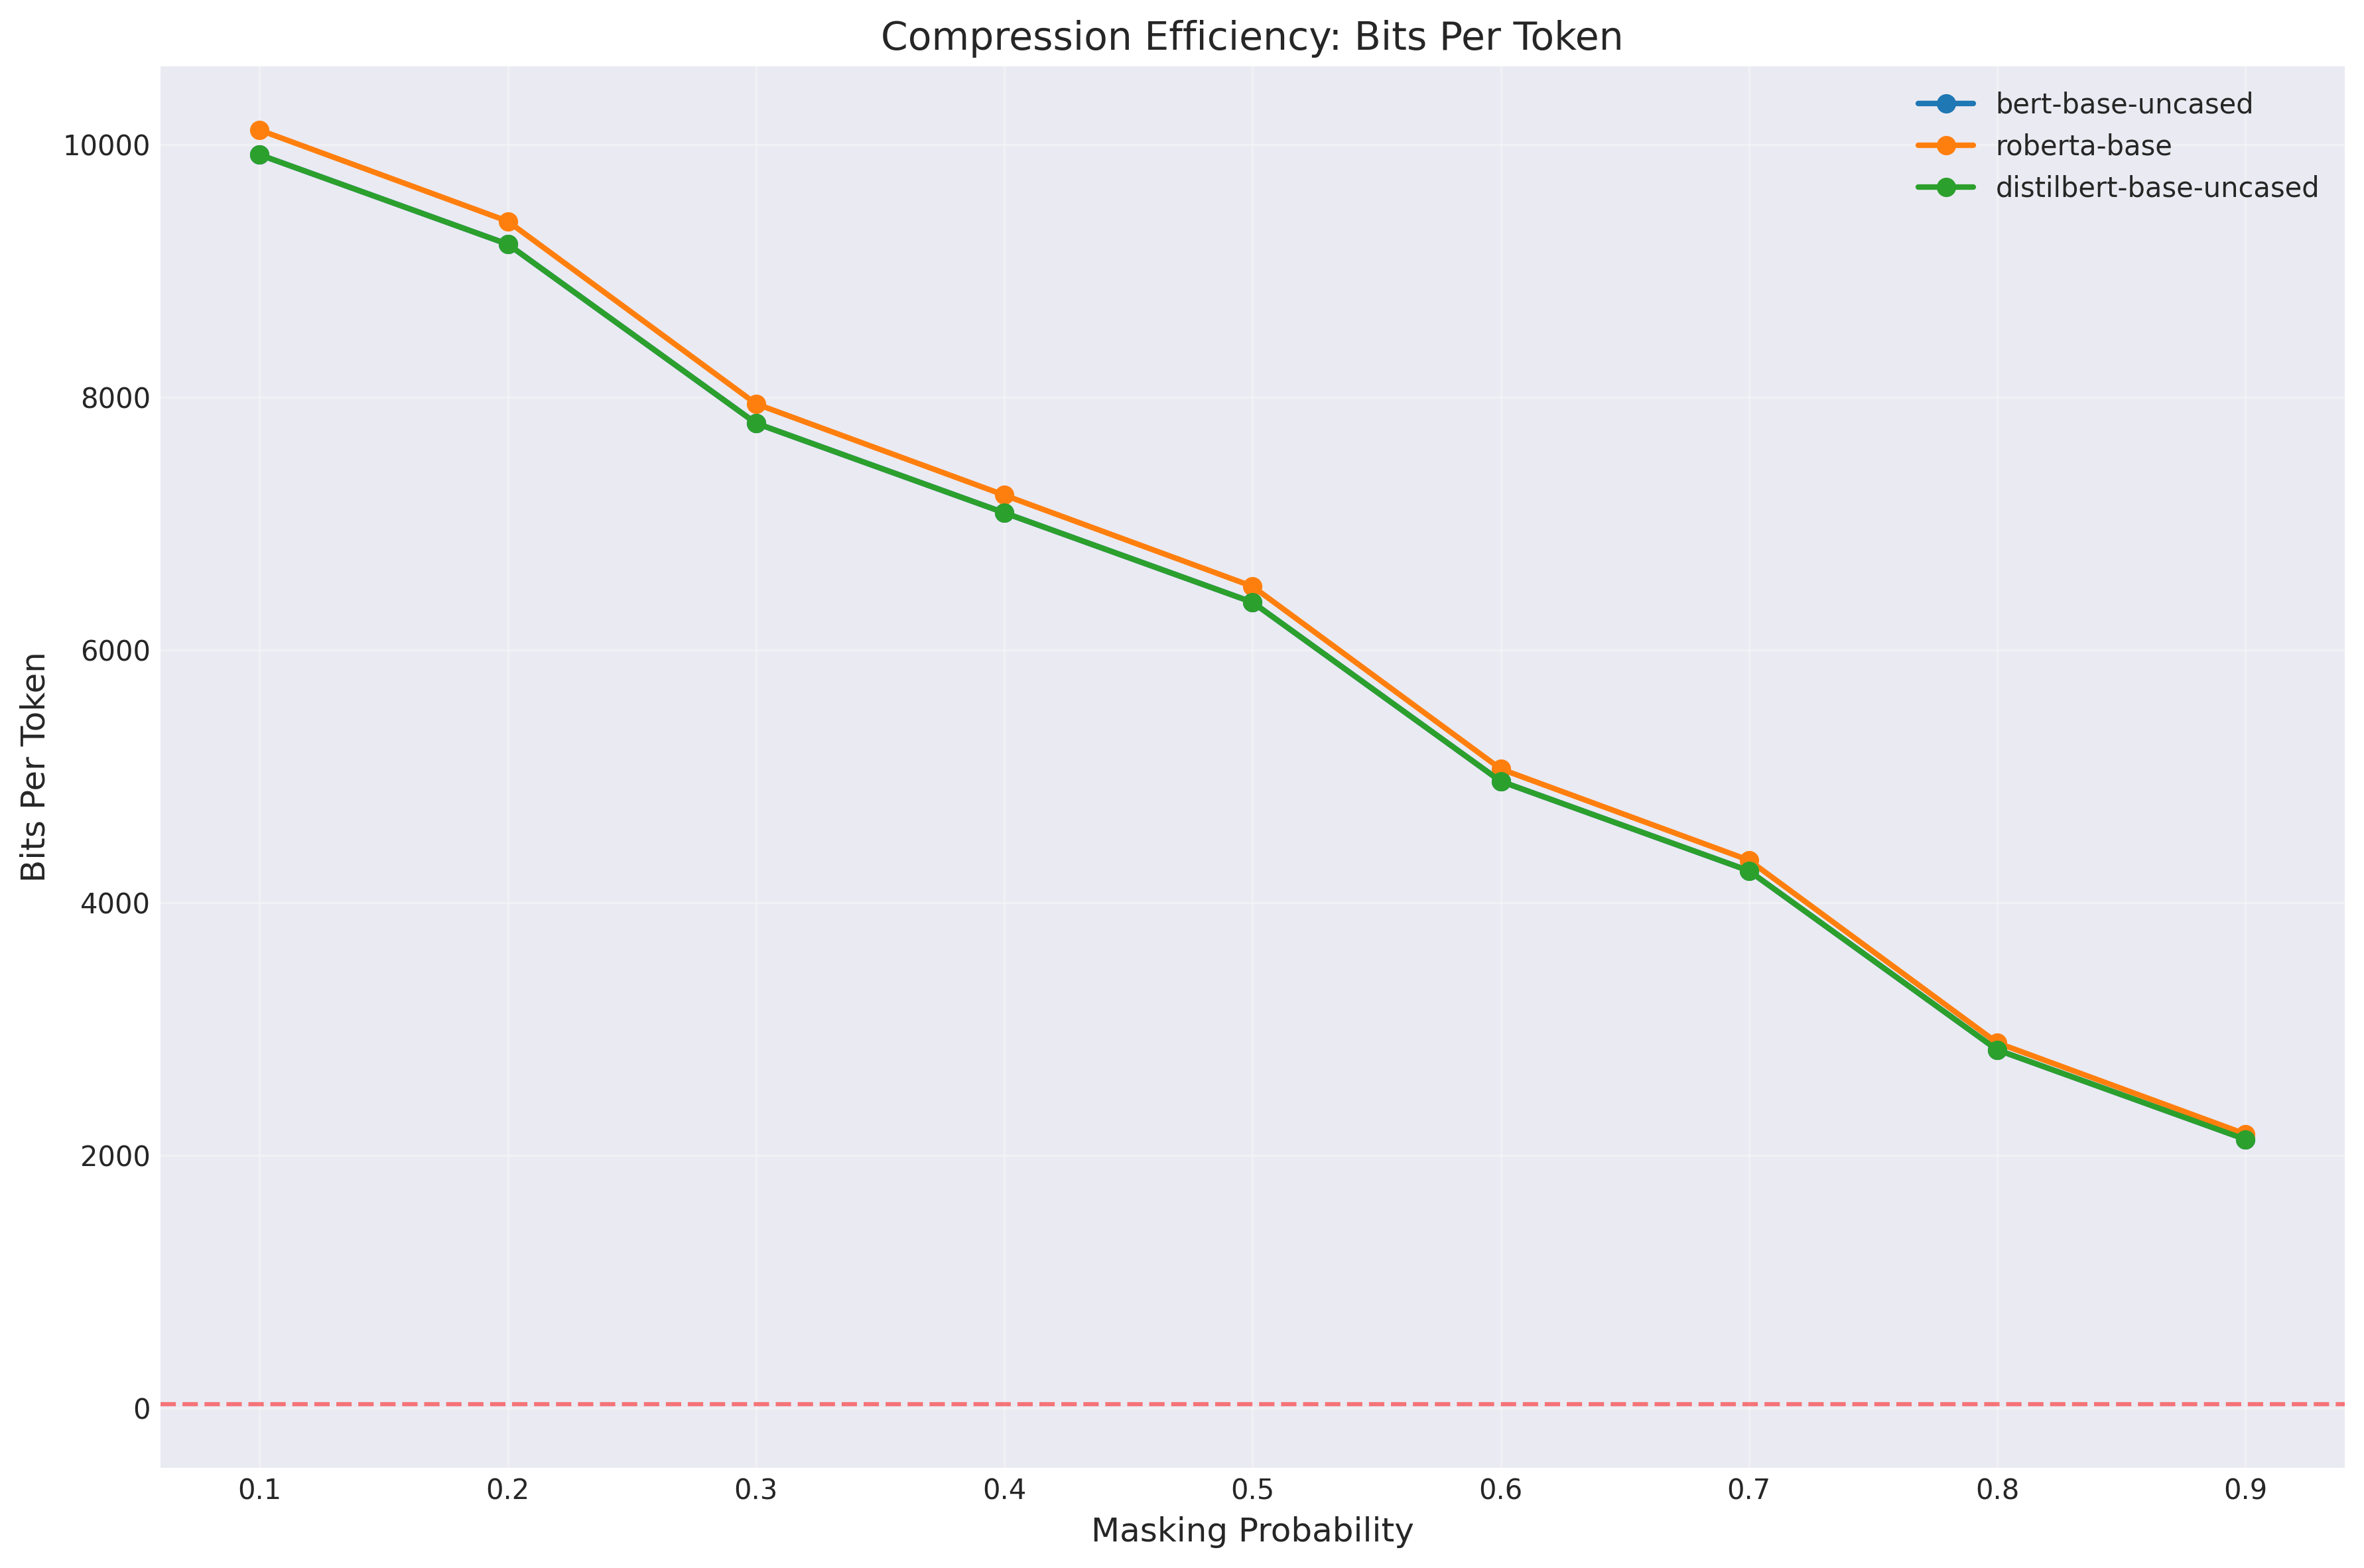 Compression Efficiency: Bits Per Token
bert-base-uncased
roberta-base
distilbert-base-uncased
10000
8000
6000
4000
2000
0
Bits Per Token
0.1 0.2 0.3 0.4 0.5 0.6 0.7 0.8 0.9
Masking Probability